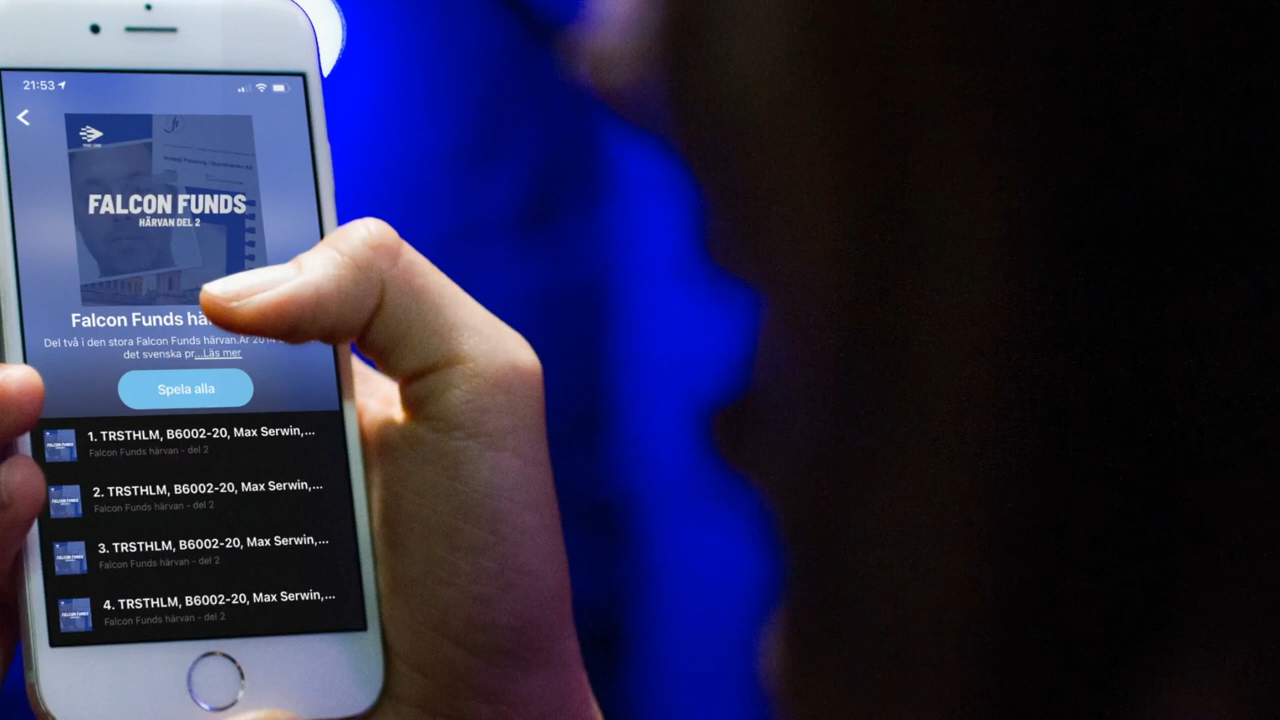 21:53
FALCON FUNDS
HÄRVAN DEL 2
Falcon Funds
Del två i den stora Falcon Funds härvan.År
det svenska pr...Läs mer
Spela alla
1. TRSTHLM, B6002-20, Max Serwin,...
Falcon Funds härvan - del 2
2. TRSTHLM, B6002-20, Max Serwin,...
Falcon Funds härvan - del 2
3. TRSTHLM, B6002-20, Max Serwin,...
Falcon Funds härvan - del 2
4. TRSTHLM, B6002-20, Max Serwin,...
Falcon Funds härvan - del 2